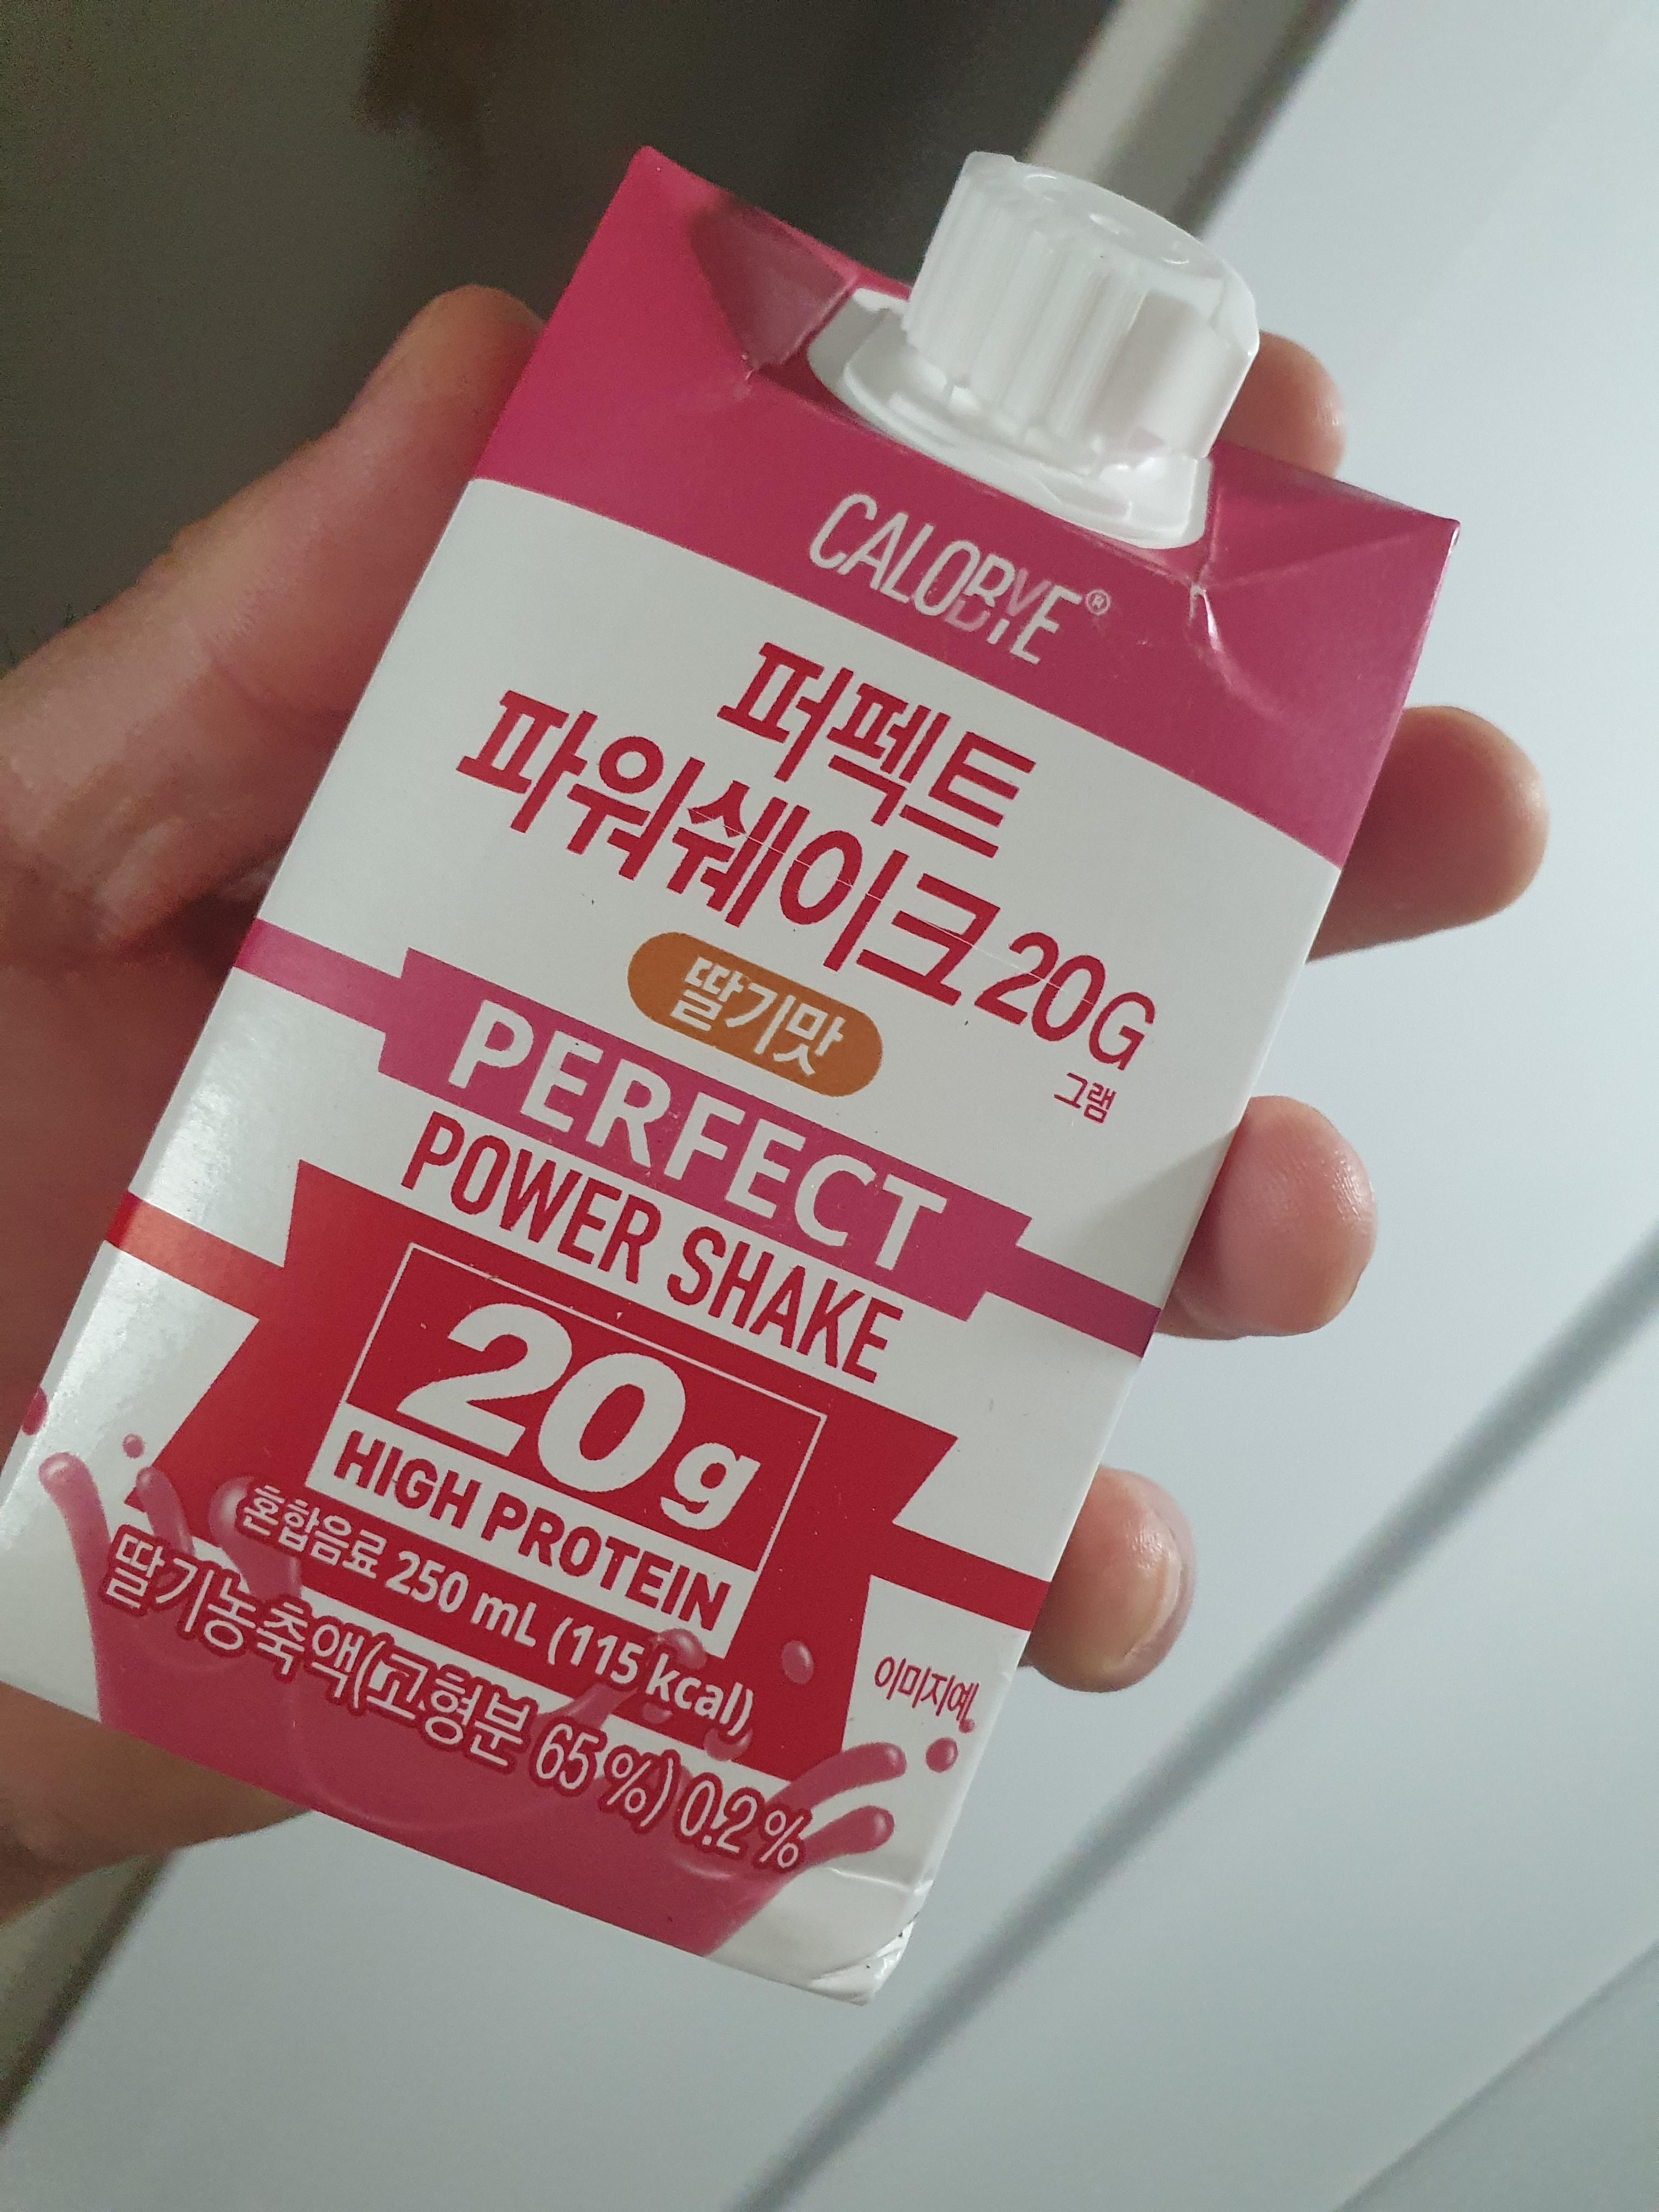 CALOBYE®
퍼펙트
파워쉐이크 20G
그램
딸기맛
PERFECT
POWER SHAKE
20g
HIGH PROTEIN
혼합음료 250 mL (115 kcal)
딸기농축액(고형분 65 %) 0.2 %
이미지예